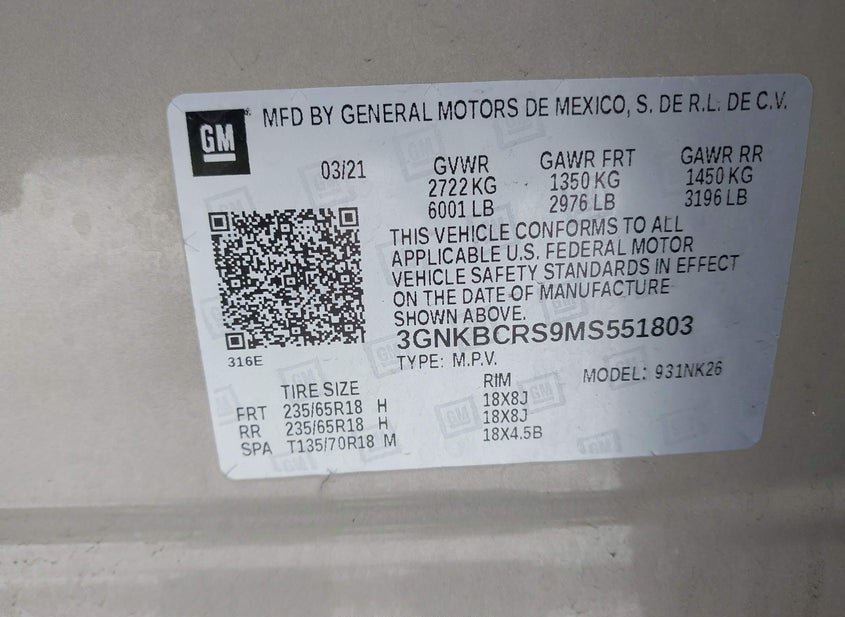 GM
MFD BY GENERAL MOTORS DE MEXICO, S. DE R.L. DE C.V.
03/21 GVWR GAWR FRT GAWR RR
2722 KG 1350 KG 1450 KG
6001 LB 2976 LB 3196 LB
THIS VEHICLE CONFORMS TO ALL
APPLICABLE U.S. FEDERAL MOTOR
VEHICLE SAFETY STANDARDS IN EFFECT
ON THE DATE OF MANUFACTURE
SHOWN ABOVE.
3GNKBCRS9MS551803
316E
TYPE: M.P.V. MODEL: 931NK26
TIRE SIZE RIM
FRT 235/65R18 H 18X8J
RR 235/65R18 H 18X8J
SPA T135/70R18 M 18X4.5B